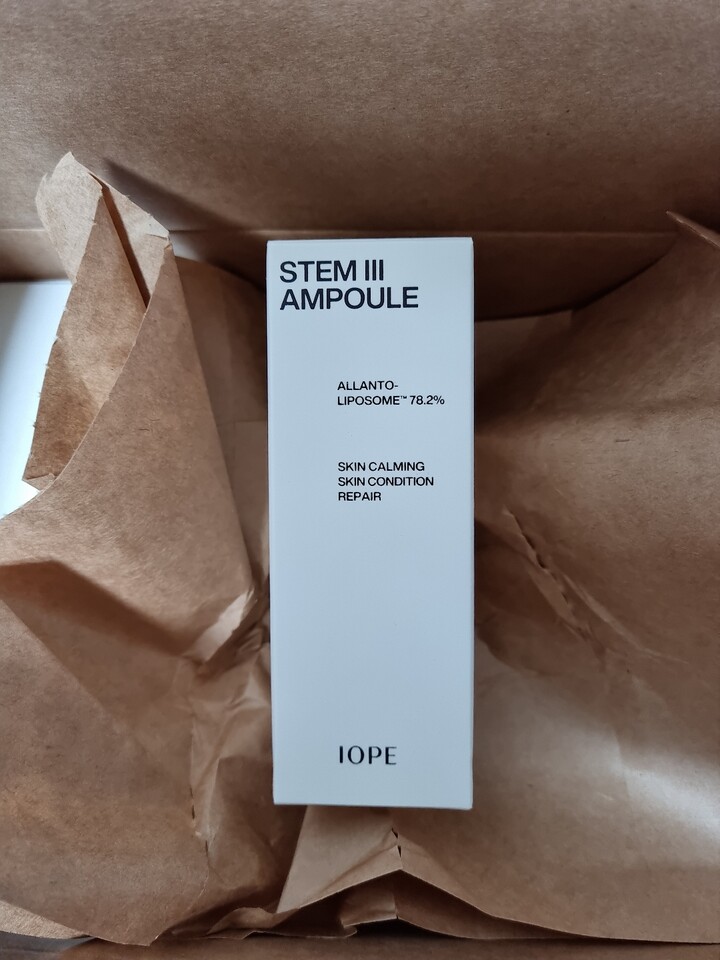 STEM III
AMPOULE
ALLANTO-
LIPOSOME™ 78.2%
SKIN CALMING
SKIN CONDITION
REPAIR
IOPE